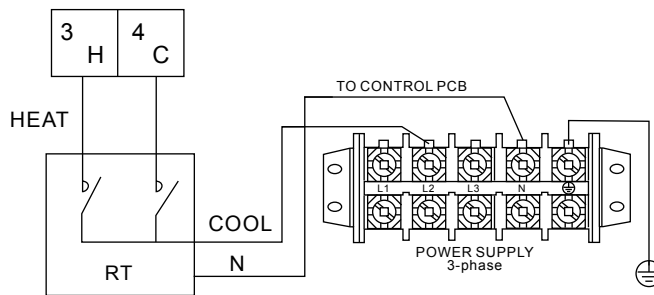 3 4
H C
TO CONTROL PCB
HEAT
L1 L2 L3 N
COOL
POWER SUPPLY
3-phase
N
RT